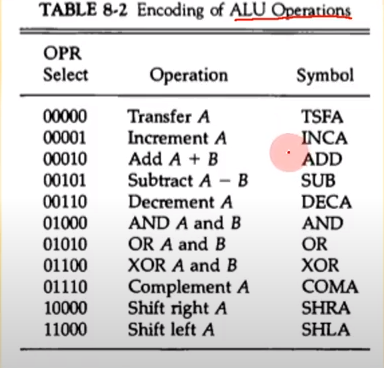 TABLE 8-2 Encoding of ALU Operations
OPR
Select Operation Symbol
00000 Transfer A TSFA
00001 Increment A INCA
00010 Add A + B ADD
00101 Subtract A − B SUB
00110 Decrement A DECA
01000 AND A and B AND
01010 OR A and B OR
01100 XOR A and B XOR
01110 Complement A COMA
10000 Shift right A SHRA
11000 Shift left A SHLA